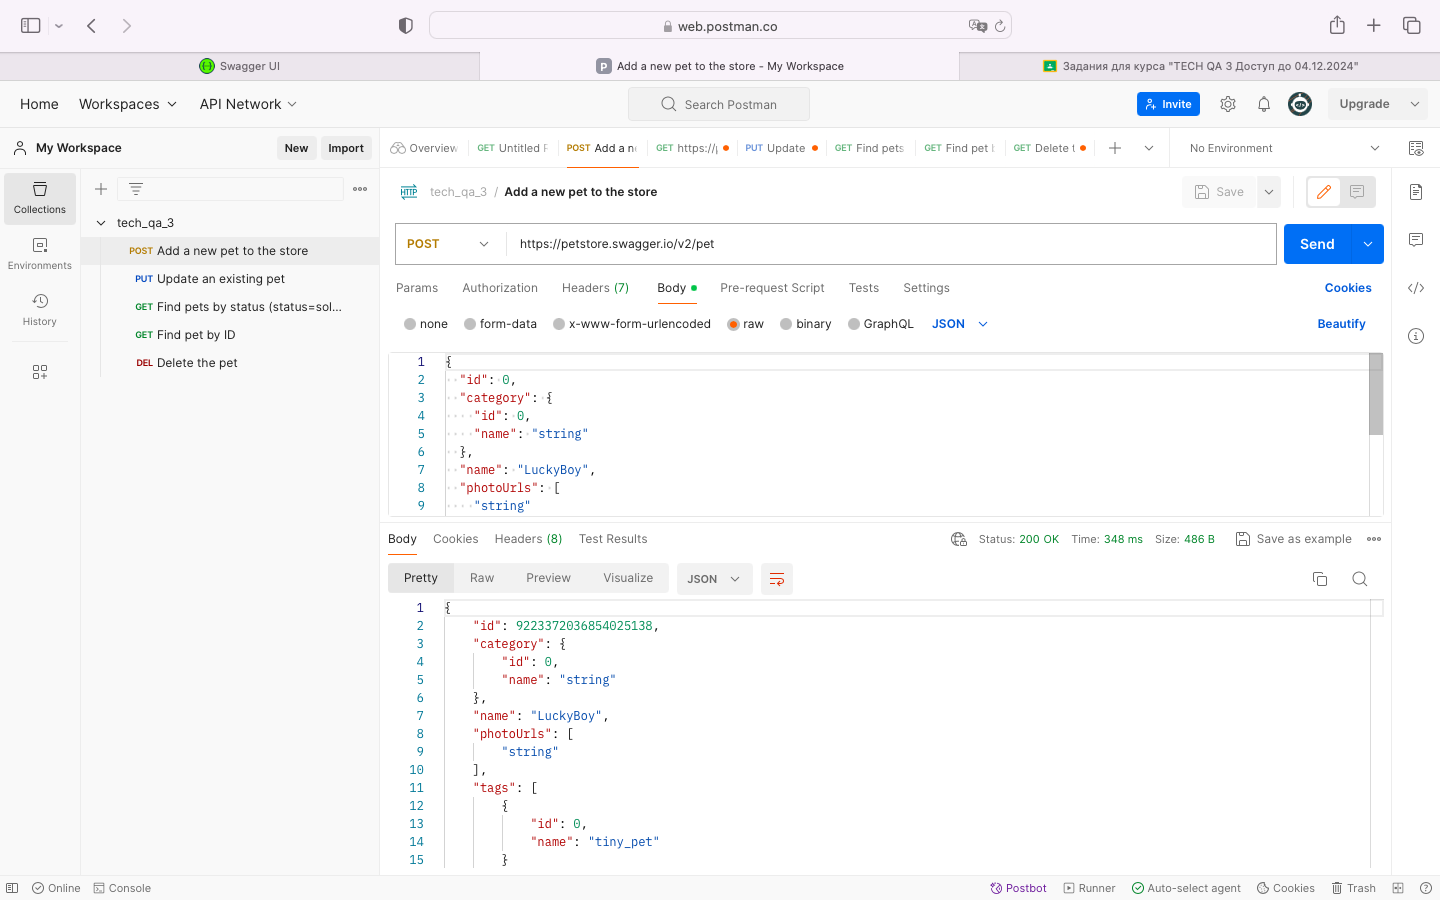 web.postman.co
Swagger UI
Add a new pet to the store - My Workspace
Задания для курса "TECH QA 3 Доступ до 04.12.2024"
Home
Workspaces
API Network
Search Postman
Invite
Upgrade
My Workspace
New
Import
Overview
GET Untitled
POST Add a n
GET https://
PUT Update
GET Find pets
GET Find pet
DEL Delete t
No Environment
Collections
Environments
History
tech_qa_3
POST Add a new pet to the store
PUT Update an existing pet
GET Find pets by status (status=sol...
GET Find pet by ID
DEL Delete the pet
HTTP
tech_qa_3 / Add a new pet to the store
Save
POST
https://petstore.swagger.io/v2/pet
Send
Params
Authorization
Headers (7)
Body
Pre-request Script
Tests
Settings
Cookies
none
form-data
x-www-form-urlencoded
raw
binary
GraphQL
JSON
Beautify
1 {
2 "id": 0,
3 "category": {
4 "id": 0,
5 "name": "string"
6 },
7 "name": "LuckyBoy",
8 "photoUrls": [
9 "string"
Body
Cookies
Headers (8)
Test Results
Status: 200 OK
Time: 348 ms
Size: 486 B
Save as example
Pretty
Raw
Preview
Visualize
JSON
1 {
2 "id": 9223372036854025138,
3 "category": {
4 "id": 0,
5 "name": "string"
6 },
7 "name": "LuckyBoy",
8 "photoUrls": [
9 "string"
10 ],
11 "tags": [
12 {
13 "id": 0,
14 "name": "tiny_pet"
15 }
Online
Console
Postbot
Runner
Auto-select agent
Cookies
Trash